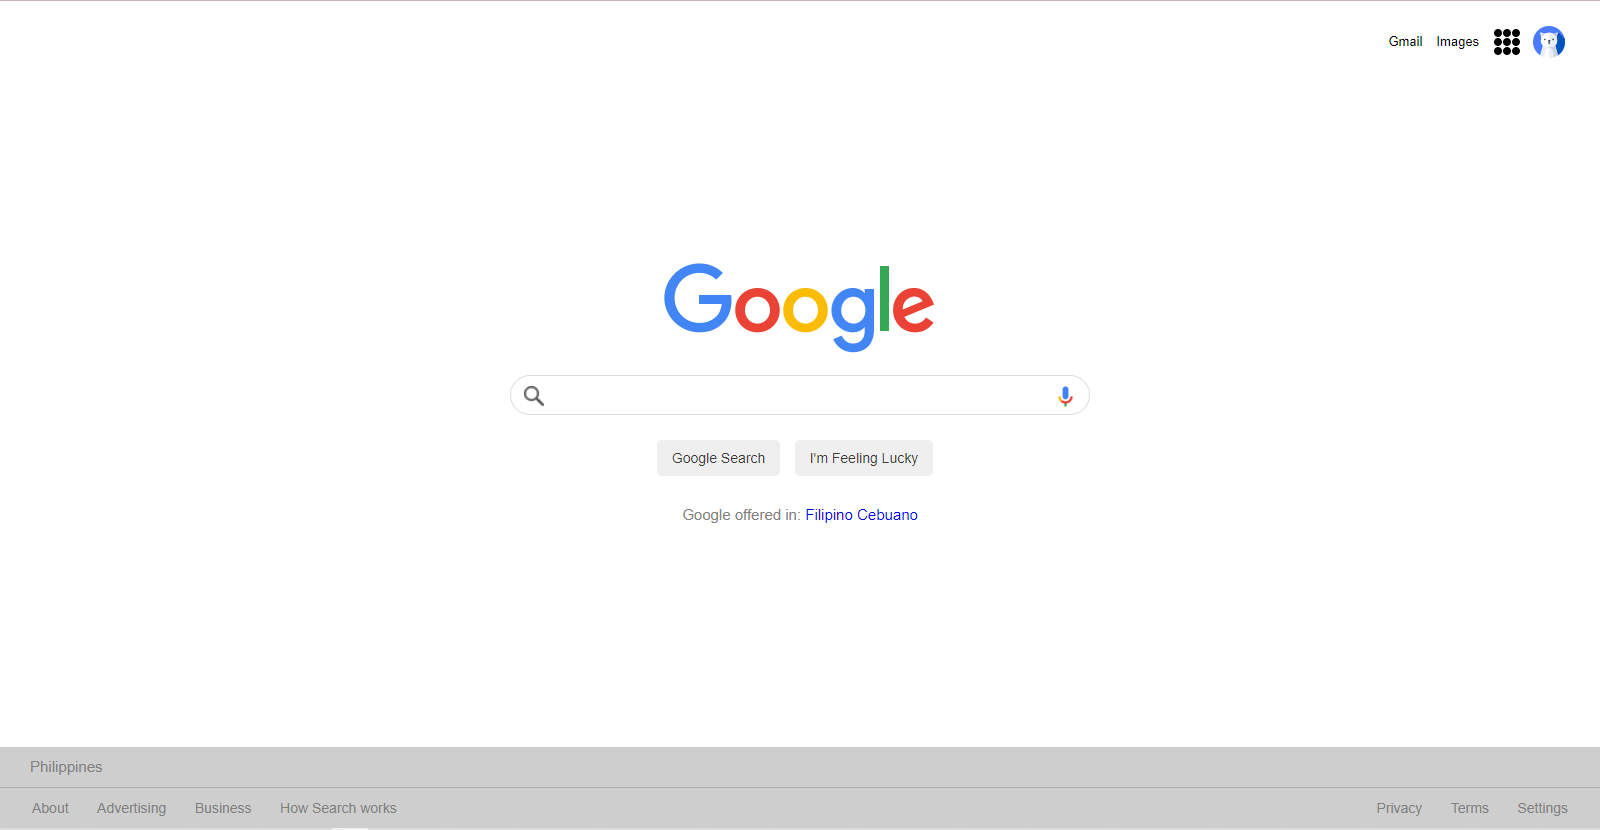 Gmail Images
Google
Google Search I'm Feeling Lucky
Google offered in: Filipino Cebuano
Philippines
About Advertising Business How Search works Privacy Terms Settings